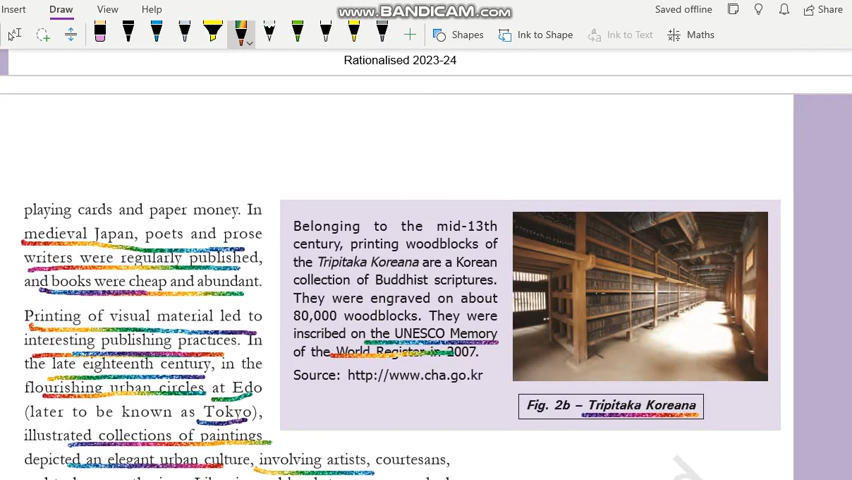 www.BANDICAM.com
Insert Draw View Help Saved offline Share
Shapes Ink to Shape Ink to Text Maths
Rationalised 2023-24
playing cards and paper money. In
medieval Japan, poets and prose
writers were regularly published,
and books were cheap and abundant.
Printing of visual material led to
interesting publishing practices. In
the late eighteenth century, in the
flourishing urban circles at Edo
(later to be known as Tokyo),
illustrated collections of paintings
depicted an elegant urban culture, involving artists, courtesans,
Belonging to the mid-13th
century, printing woodblocks of
the Tripitaka Koreana are a Korean
collection of Buddhist scriptures.
They were engraved on about
80,000 woodblocks. They were
inscribed on the UNESCO Memory
of the World Register in 2007.
Source: http://www.cha.go.kr
Fig. 2b – Tripitaka Koreana